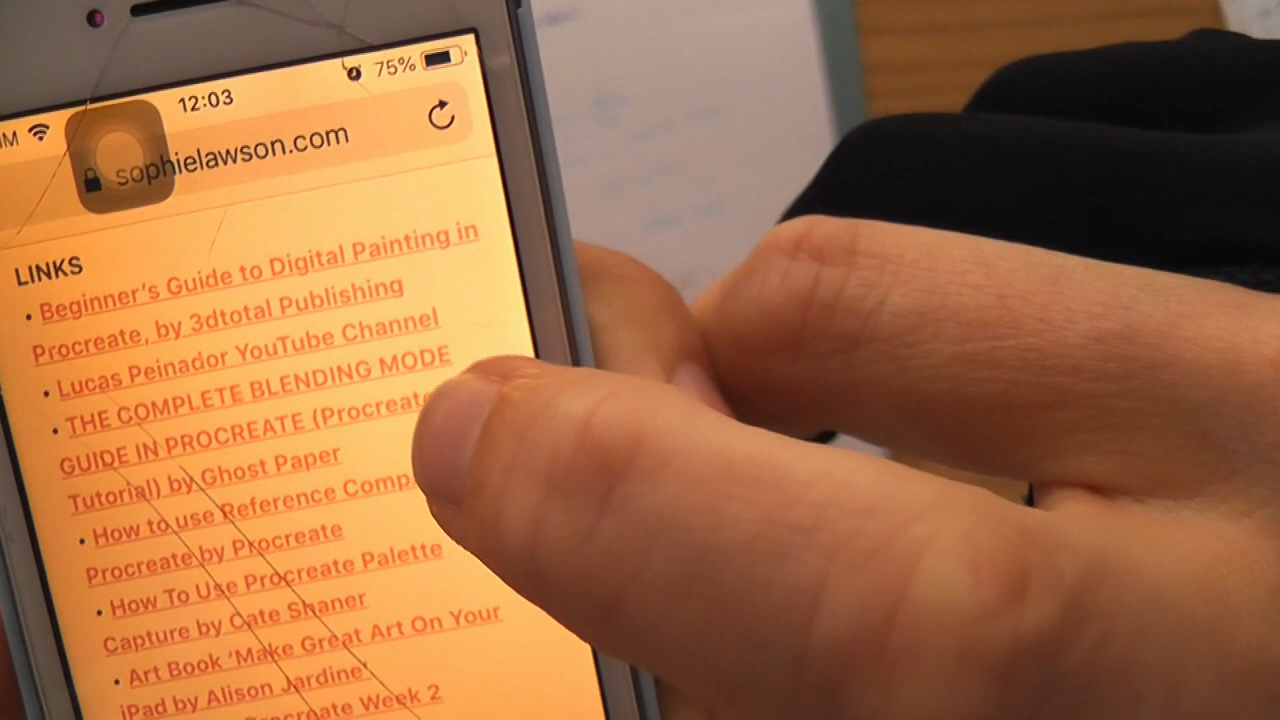 75%
12:03
sophielawson.com
LINKS
• Beginner's Guide to Digital Painting in
Procreate, by 3dtotal Publishing
• Lucas Peinador YouTube Channel
• THE COMPLETE BLENDING MODE
GUIDE IN PROCREATE (Procreate
Tutorial) by Ghost Paper
• How to use Reference
Procreate by Procreate
• How To Use Procreate Palette
Capture by Cate Shaner
• Art Book 'Make Great Art On Your
iPad by Alison Jardine'
Procreate Week 2